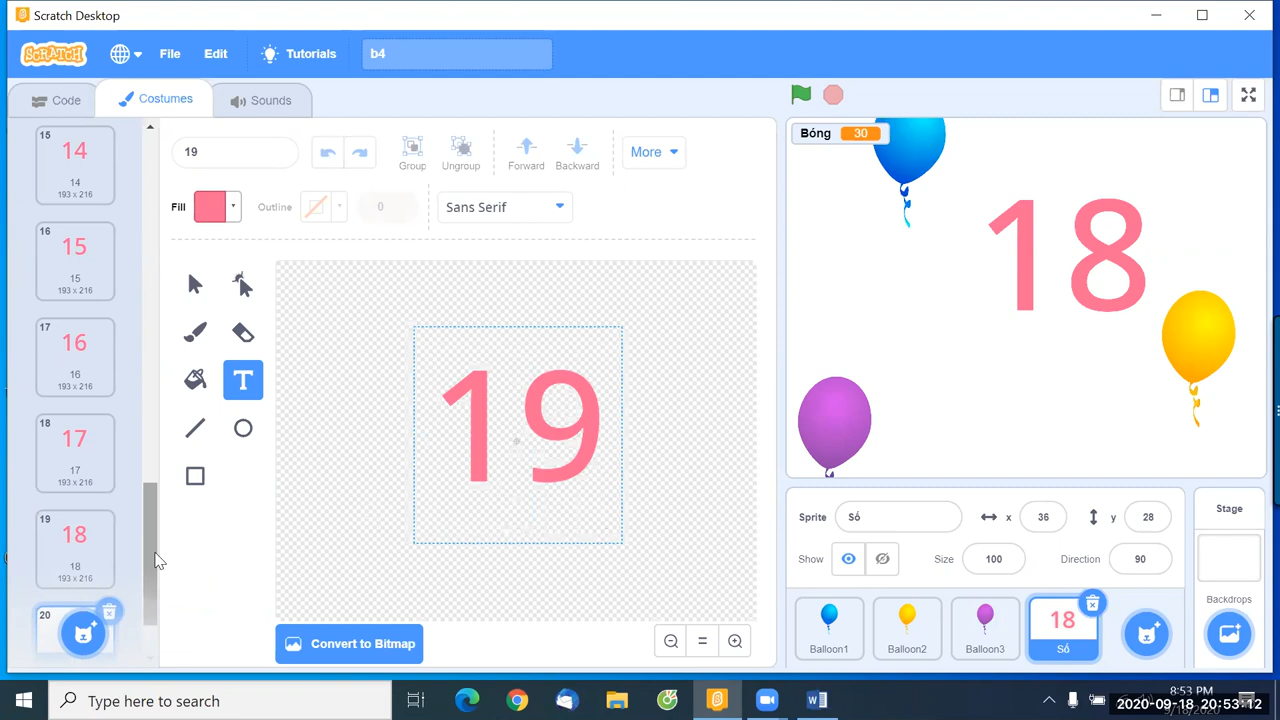 Scratch Desktop
SCRATCH
File
Edit
Tutorials
b4
Code
Costumes
Sounds
15
14
14
193 x 216
16
15
15
193 x 216
17
16
16
193 x 216
18
17
17
193 x 216
19
18
18
193 x 216
20
19
Group
Ungroup
Forward
Backward
More
Fill
Outline
0
Sans Serif
T
19
Convert to Bitmap
Bóng 30
18
Sprite
Số
x
36
y
28
Show
Size
100
Direction
90
Balloon1
Balloon2
Balloon3
18
Số
Stage
Backdrops
Type here to search
8:53 PM
2020-09-18 20:53:12